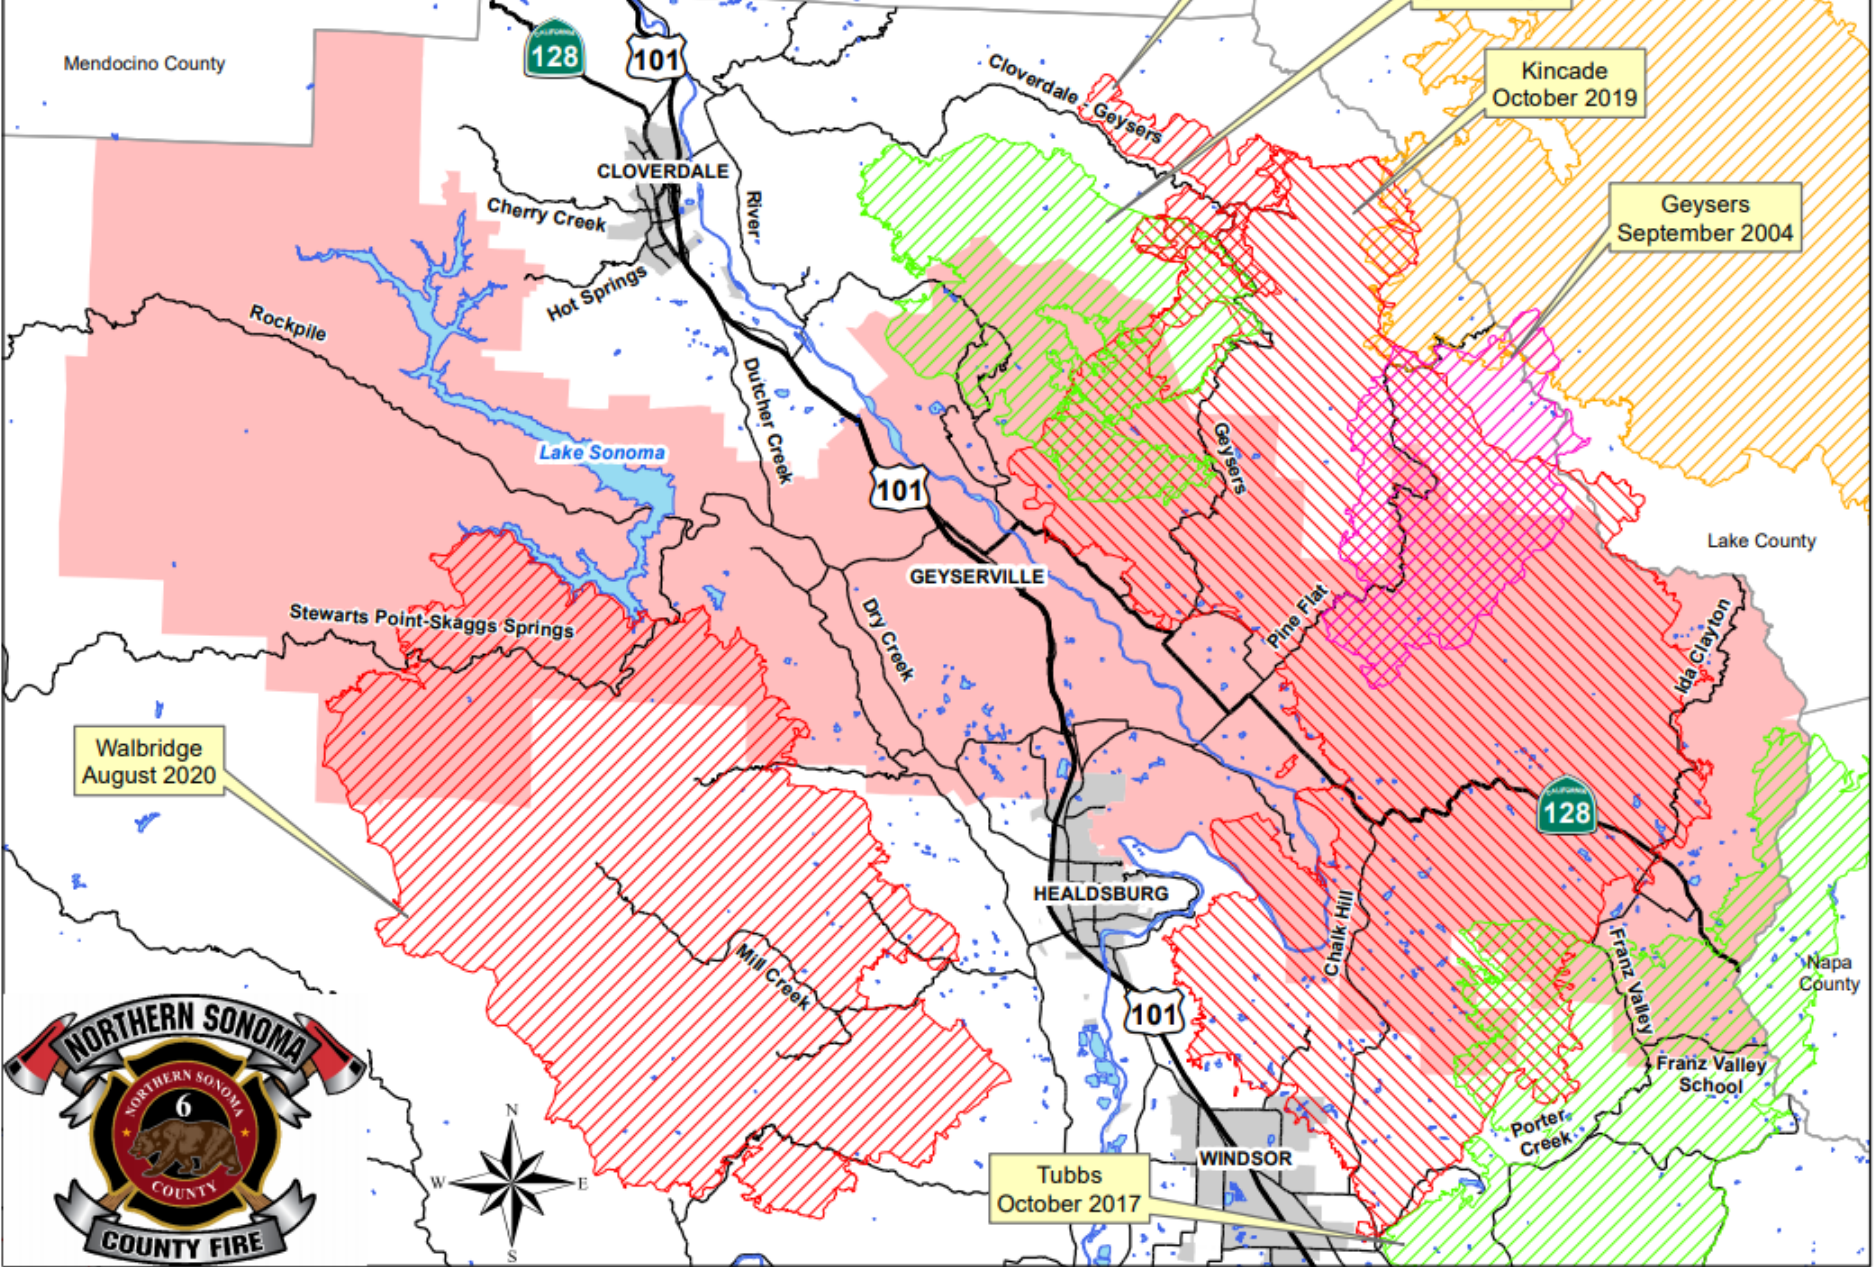 Mendocino County
CALIFORNIA
128
101
Cloverdale - Geysers
Kincade
October 2019
CLOVERDALE
Cherry Creek
River
Geysers
September 2004
Hot Springs
Rockpile
Dutcher Creek
Lake Sonoma
Geysers
101
Lake County
GEYSERVILLE
Stewarts Point-Skaggs Springs
Dry Creek
Pine Flat
Ida Clayton
Walbridge
August 2020
CALIFORNIA
128
HEALDSBURG
Chalk Hill
Mill Creek
Franz Valley
Napa
County
101
NORTHERN SONOMA
NORTHERN SONOMA
6
COUNTY
COUNTY FIRE
N
W
E
S
Franz Valley
School
Porter
Creek
WINDSOR
Tubbs
October 2017